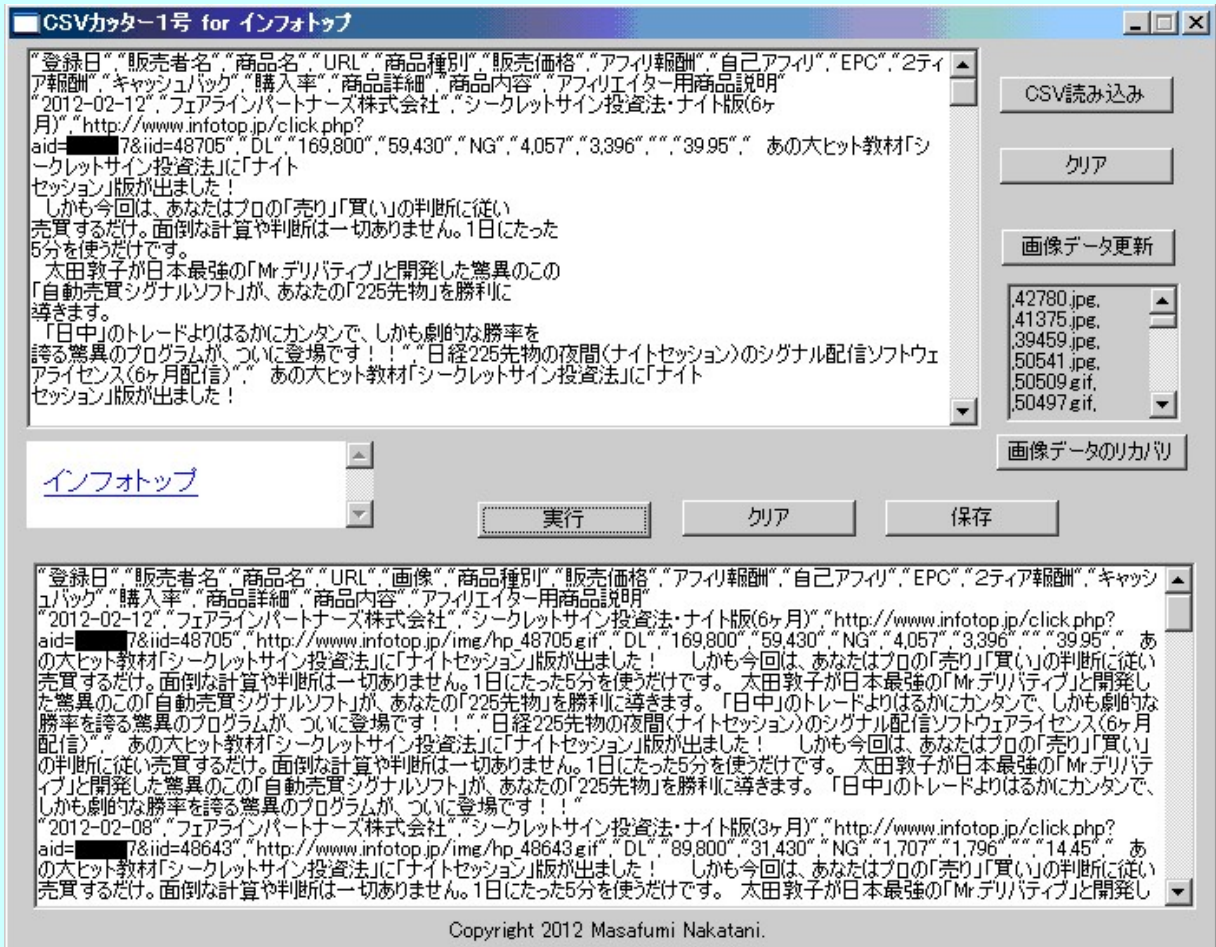 CSVカッター1号 for インフォトップ
"登録日","販売者名","商品名","URL","商品種別","販売価格","アフィリ報酬","自己アフィリ","EPC","2ティ
ア報酬","キャッシュバック","購入率","商品詳細","商品内容","アフィリエイター用商品説明"
"2012-02-12","フェアラインパートナーズ株式会社","シークレットサイン投資法・ナイト版(6ヶ
月)","http://www.infotop.jp/click.php?
aid=7&iid=48705","DL","169,800","59,430","NG","4,057","3,396","","39.95"," あの大ヒット教材「シ
ークレットサイン投資法」に「ナイト
セッション」版が出ました！
しかも今回は、あなたはプロの「売り」「買い」の判断に従い
売買するだけ。面倒な計算や判断は一切ありません。1日にたった
5分を使うだけです。
太田敦子が日本最強の「Mr.デリバティブ」と開発した驚異のこの
「自動売買シグナルソフト」が、あなたの「225先物」を勝利に
導きます。
「日中」のトレードよりはるかにカンタンで、しかも劇的な勝率を
誇る驚異のプログラムが、ついに登場です！！","日経225先物の夜間(ナイトセッション)のシグナル配信ソフトウェ
アライセンス(6ヶ月配信)"," あの大ヒット教材「シークレットサイン投資法」に「ナイト
セッション」版が出ました！
CSV読み込み
クリア
画像データ更新
,42780.jpg,
,41375.jpg,
,39459.jpg,
,50541.jpg,
,50509.gif,
,50497.gif,
画像データのリカバリ
インフォトップ
実行
クリア
保存
"登録日","販売者名","商品名","URL","画像","商品種別","販売価格","アフィリ報酬","自己アフィリ","EPC","2ティア報酬","キャッシ
ュバック","購入率","商品詳細","商品内容","アフィリエイター用商品説明"
"2012-02-12","フェアラインパートナーズ株式会社","シークレットサイン投資法・ナイト版(6ヶ月)","http://www.infotop.jp/click.php?
aid=7&iid=48705","http://www.infotop.jp/img/hp_48705.gif","DL","169,800","59,430","NG","4,057","3,396","","39.95"," あ
の大ヒット教材「シークレットサイン投資法」に「ナイトセッション」版が出ました！ しかも今回は、あなたはプロの「売り」「買い」の判断に従い
売買するだけ。面倒な計算や判断は一切ありません。1日にたった5分を使うだけです。 太田敦子が日本最強の「Mr.デリバティブ」と開発し
た驚異のこの「自動売買シグナルソフト」が、あなたの「225先物」を勝利に導きます。 「日中」のトレードよりはるかにカンタンで、しかも劇的な
勝率を誇る驚異のプログラムが、ついに登場です！！","日経225先物の夜間(ナイトセッション)のシグナル配信ソフトウェアライセンス(6ヶ月
配信)"," あの大ヒット教材「シークレットサイン投資法」に「ナイトセッション」版が出ました！ しかも今回は、あなたはプロの「売り」「買い」
の判断に従い売買するだけ。面倒な計算や判断は一切ありません。1日にたった5分を使うだけです。 太田敦子が日本最強の「Mr.デリバテ
ィブ」と開発した驚異のこの「自動売買シグナルソフト」が、あなたの「225先物」を勝利に導きます。 「日中」のトレードよりはるかにカンタンで、
しかも劇的な勝率を誇る驚異のプログラムが、ついに登場です！！"
"2012-02-08","フェアラインパートナーズ株式会社","シークレットサイン投資法・ナイト版(3ヶ月)","http://www.infotop.jp/click.php?
aid=7&iid=48643","http://www.infotop.jp/img/hp_48643.gif","DL","89,800","31,430","NG","1,707","1,796","","14.45"," あ
の大ヒット教材「シークレットサイン投資法」に「ナイトセッション」版が出ました！ しかも今回は、あなたはプロの「売り」「買い」の判断に従い
売買するだけ。面倒な計算や判断は一切ありません。1日にたった5分を使うだけです。 太田敦子が日本最強の「Mr.デリバティブ」と開発し
Copyright 2012 Masafumi Nakatani.